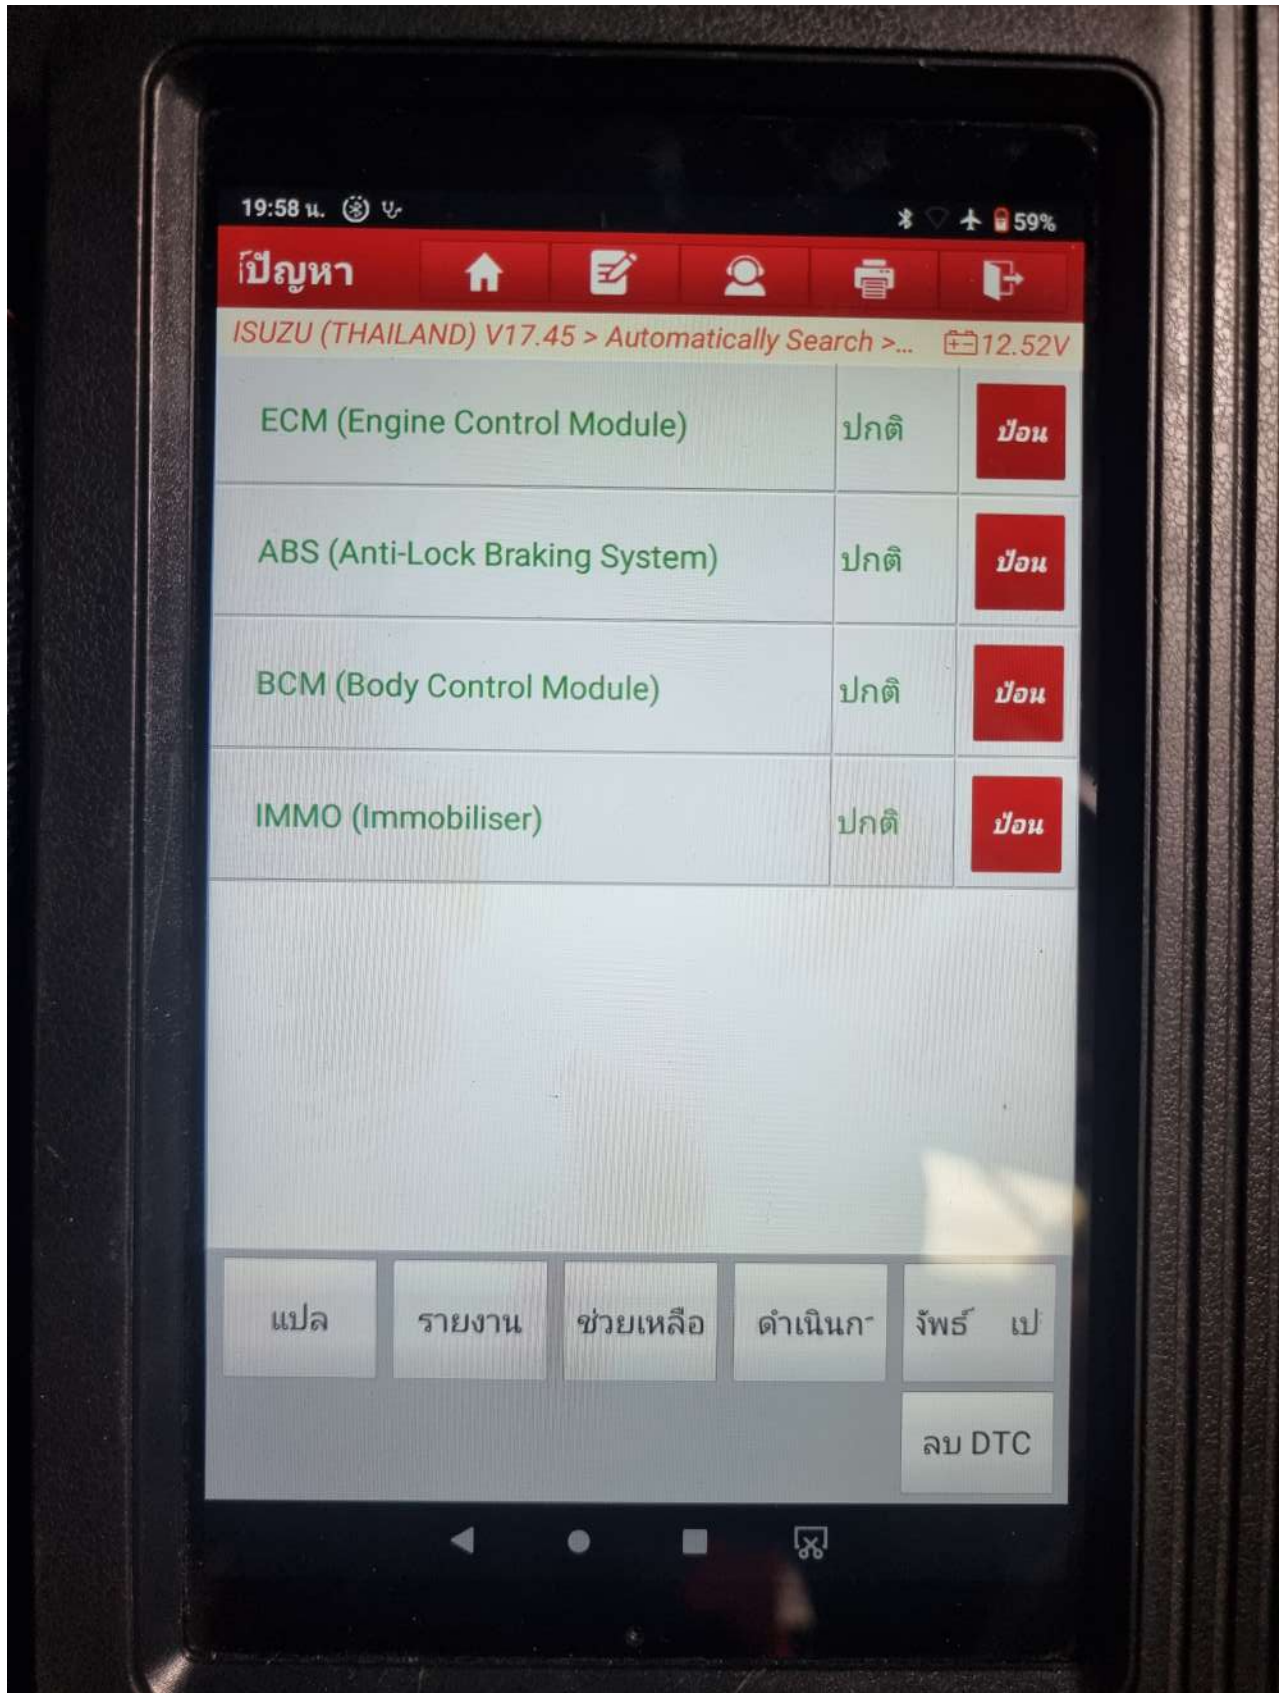 19:58 น. 59%
ปัญหา
ISUZU (THAILAND) V17.45 > Automatically Search >... 12.52V
ECM (Engine Control Module) ปกติ ป้อน
ABS (Anti-Lock Braking System) ปกติ ป้อน
BCM (Body Control Module) ปกติ ป้อน
IMMO (Immobiliser) ปกติ ป้อน
แปล รายงาน ช่วยเหลือ ดำเนินก
ลบ DTC